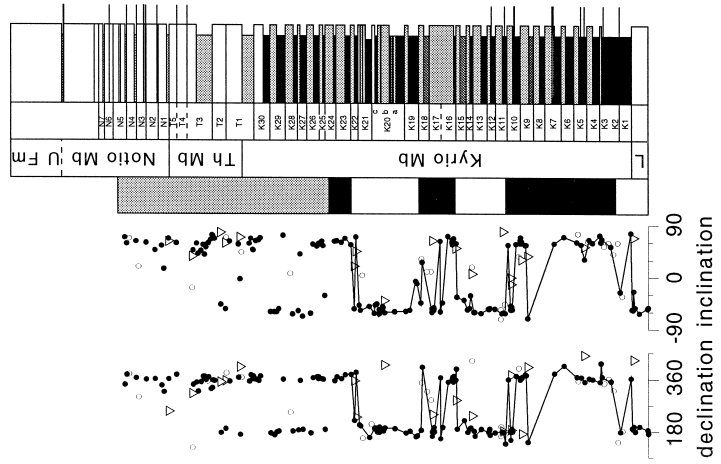 N7
N6
N5
N4
N3
N2
N1
T5
T4
T3
T2
T1
K30
K29
K28
K27
K26
K25
K24
K23
K22
K21
c
K20
b
a
K19
K18
K17
K16
K15
K14
K13
K12
K11
K10
K9
K8
K7
K6
K5
K4
K3
K2
K1
U Fm
Notio Mb
Th Mb
Kyrio Mb
L
90
0
-90
inclination
360
180
declination